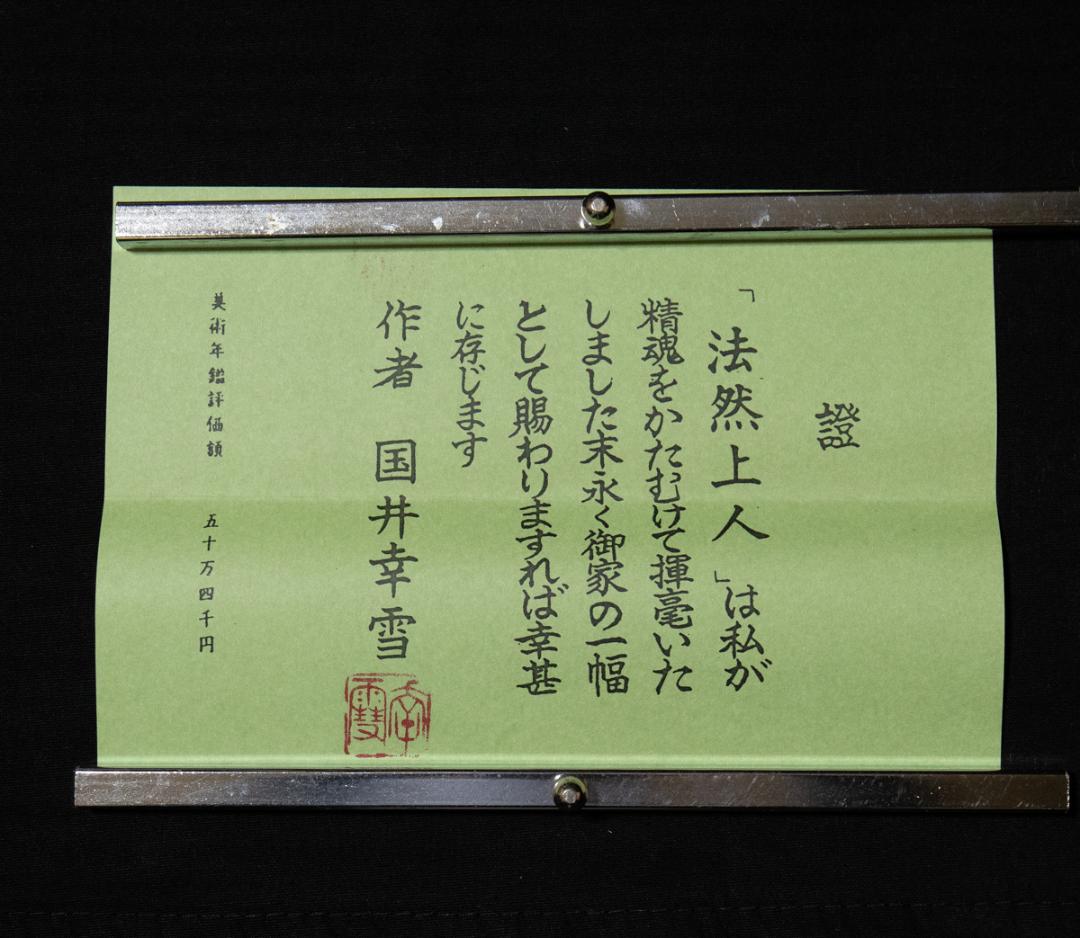 證
「法然上人」は私が
精魂をかたむけて揮毫いた
しました末永く御家の一幅
として賜わりますれば幸甚
に存じます
作者 国井幸雪
幸雪
美術年鑑評価額 五十万四千円